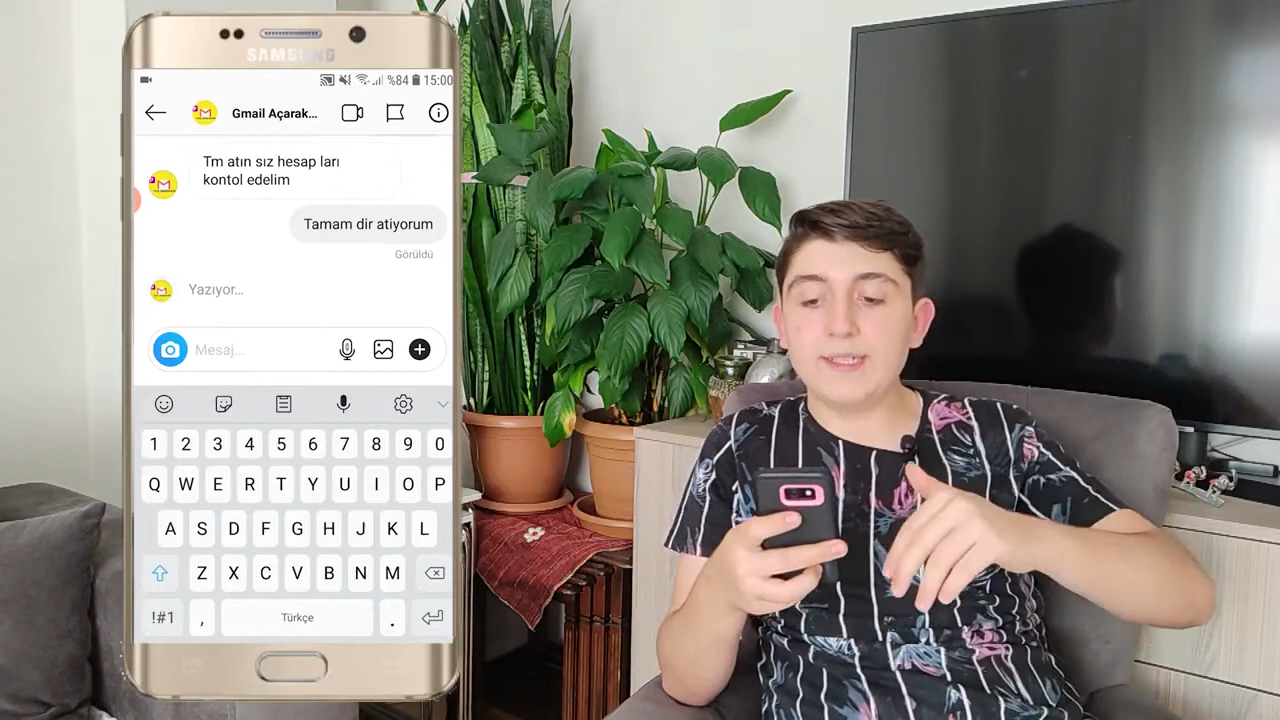 SAMSUNG
%84 15:00
Gmail Açarak...
Tm atın sız hesap ları
kontol edelim
Tamam dir atiyorum
Görüldü
Yazıyor...
Mesaj...
1 2 3 4 5 6 7 8 9 0
Q W E R T Y U I O P
A S D F G H J K L
Z X C V B N M
!#1 , Türkçe .